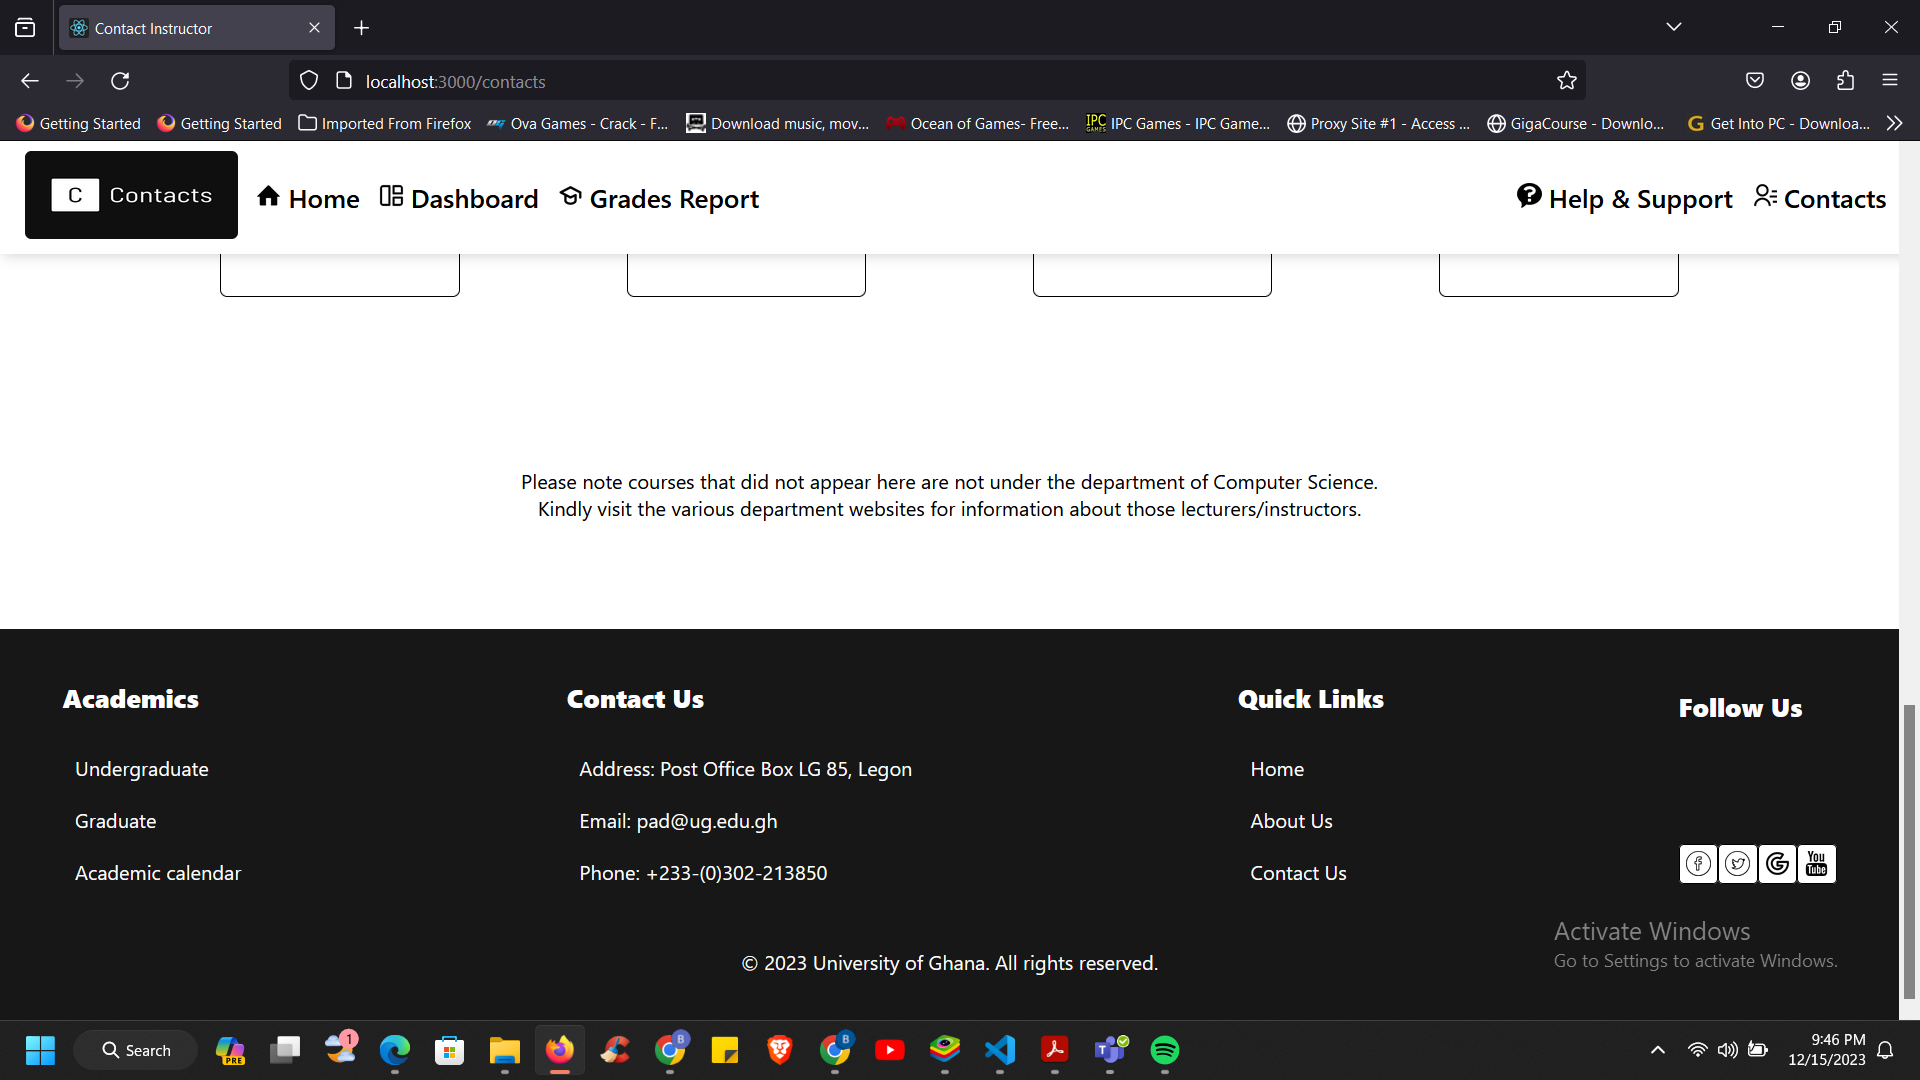 Contact Instructor
localhost:3000/contacts
Getting Started
Getting Started
Imported From Firefox
Ova Games - Crack - F...
Download music, mov...
Ocean of Games- Free...
IPC GAMES
IPC Games - IPC Game...
Proxy Site #1 - Access ...
GigaCourse - Downlo...
G
Get Into PC - Downloa...
C Contacts
Home
Dashboard
Grades Report
Help & Support
Contacts
Please note courses that did not appear here are not under the department of Computer Science.
Kindly visit the various department websites for information about those lecturers/instructors.
Academics
Undergraduate
Graduate
Academic calendar
Contact Us
Address: Post Office Box LG 85, Legon
Email: pad@ug.edu.gh
Phone: +233-(0)302-213850
Quick Links
Home
About Us
Contact Us
Follow Us
f
G
You Tube
© 2023 University of Ghana. All rights reserved.
Activate Windows
Go to Settings to activate Windows.
Search
PRE
1
B
B
9:46 PM
12/15/2023